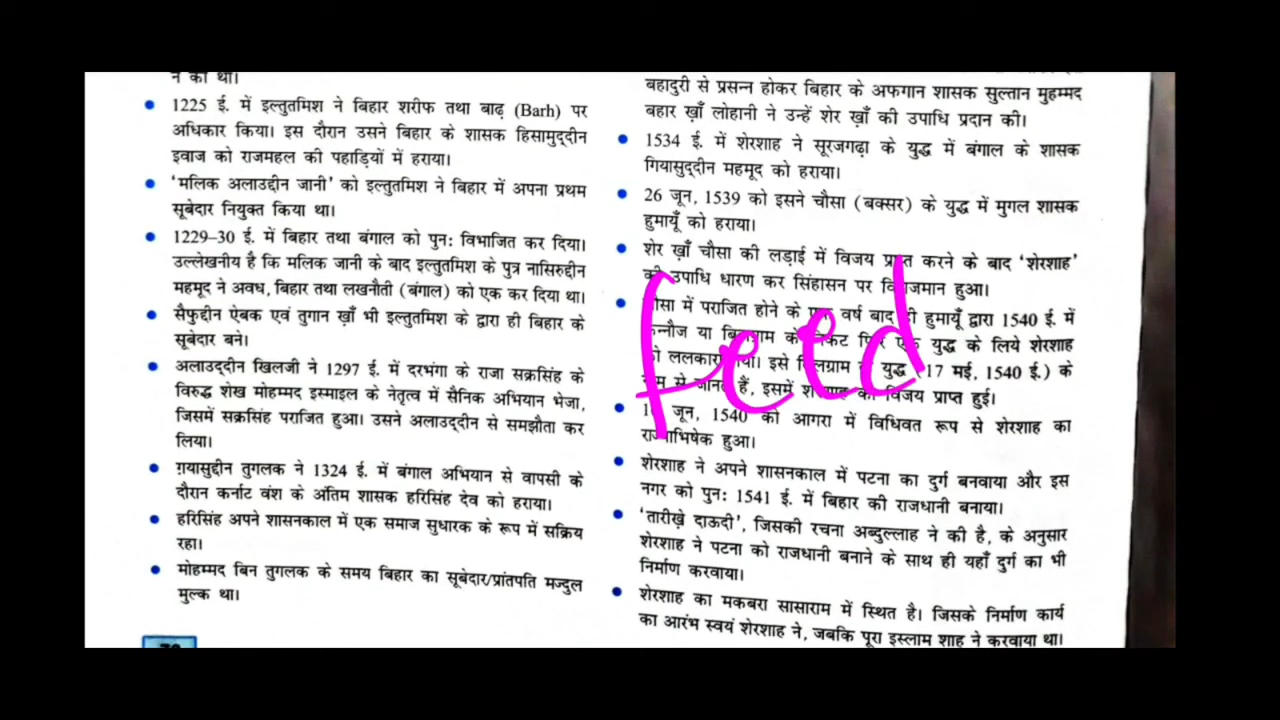 ने की थी।
1225 ई. में इल्तुतमिश ने बिहार शरीफ तथा बाढ़ (Barh) पर
अधिकार किया। इस दौरान उसने बिहार के शासक हिसामुद्दीन
इवाज को राजमहल की पहाड़ियों में हराया।
'मलिक अलाउद्दीन जानी' को इल्तुतमिश ने बिहार में अपना प्रथम
सूबेदार नियुक्त किया था।
1229–30 ई. में बिहार तथा बंगाल को पुन: विभाजित कर दिया।
उल्लेखनीय है कि मलिक जानी के बाद इल्तुतमिश के पुत्र नासिरुद्दीन
महमूद ने अवध, बिहार तथा लखनौती (बंगाल) को एक कर दिया था।
सैफुद्दीन ऐबक एवं तुगान ख़ाँ भी इल्तुतमिश के द्वारा ही बिहार के
सूबेदार बने।
अलाउद्दीन खिलजी ने 1297 ई. में दरभंगा के राजा सक्रसिंह के
विरुद्ध शेख मोहम्मद इस्माइल के नेतृत्व में सैनिक अभियान भेजा,
जिसमें सक्रसिंह पराजित हुआ। उसने अलाउद्दीन से समझौता कर
लिया।
ग़यासुद्दीन तुगलक ने 1324 ई. में बंगाल अभियान से वापसी के
दौरान कर्नाट वंश के अंतिम शासक हरिसिंह देव को हराया।
हरिसिंह अपने शासनकाल में एक समाज सुधारक के रूप में सक्रिय
रहा।
मोहम्मद बिन तुगलक के समय बिहार का सूबेदार/प्रांतपति मज्दुल
मुल्क था।
बहादुरी से प्रसन्न होकर बिहार के अफगान शासक सुल्तान मुहम्मद
बहार ख़ाँ लोहानी ने उन्हें शेर ख़ाँ की उपाधि प्रदान की।
1534 ई. में शेरशाह ने सूरजगढ़ा के युद्ध में बंगाल के शासक
गियासुद्दीन महमूद को हराया।
26 जून, 1539 को इसने चौसा (बक्सर) के युद्ध में मुगल शासक
हुमायूँ को हराया।
शेर ख़ाँ चौसा की लड़ाई में विजय प्राप्त करने के बाद 'शेरशाह'
की उपाधि धारण कर सिंहासन पर विराजमान हुआ।
में पराजित होने के वर्ष बाद ही हुमायूँ द्वारा 1540 ई. में
कन्नौज या बिलग्राम के निकट फिर एक युद्ध के लिये शेरशाह
को ललकारा गया। इसे बिलग्राम युद्ध (17 मई, 1540 ई.) के
नाम से जानते हैं, इसमें शेरशाह को विजय प्राप्त हुई।
जून, 1540 को आगरा में विधिवत रूप से शेरशाह का
राज्याभिषेक हुआ।
शेरशाह ने अपने शासनकाल में पटना का दुर्ग बनवाया और इस
नगर को पुन: 1541 ई. में बिहार की राजधानी बनाया।
'तारीख़े दाऊदी', जिसकी रचना अब्दुल्लाह ने की है, के अनुसार
शेरशाह ने पटना को राजधानी बनाने के साथ ही यहाँ दुर्ग का भी
निर्माण करवाया।
शेरशाह का मकबरा सासाराम में स्थित है। जिसके निर्माण कार्य
का आरंभ स्वयं शेरशाह ने, जबकि पूरा इस्लाम शाह ने करवाया था।
feed